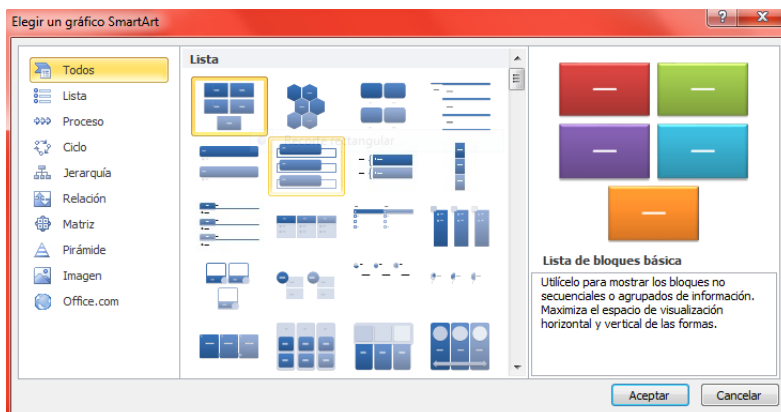 Elegir un gráfico SmartArt
?
X
Todos
Lista
Proceso
Ciclo
Jerarquía
Relación
Matriz
Pirámide
Imagen
Office.com
Lista
Recorte rectangular
Lista de bloques básica
Utilícelo para mostrar los bloques no
secuenciales o agrupados de información.
Maximiza el espacio de visualización
horizontal y vertical de las formas.
Aceptar
Cancelar